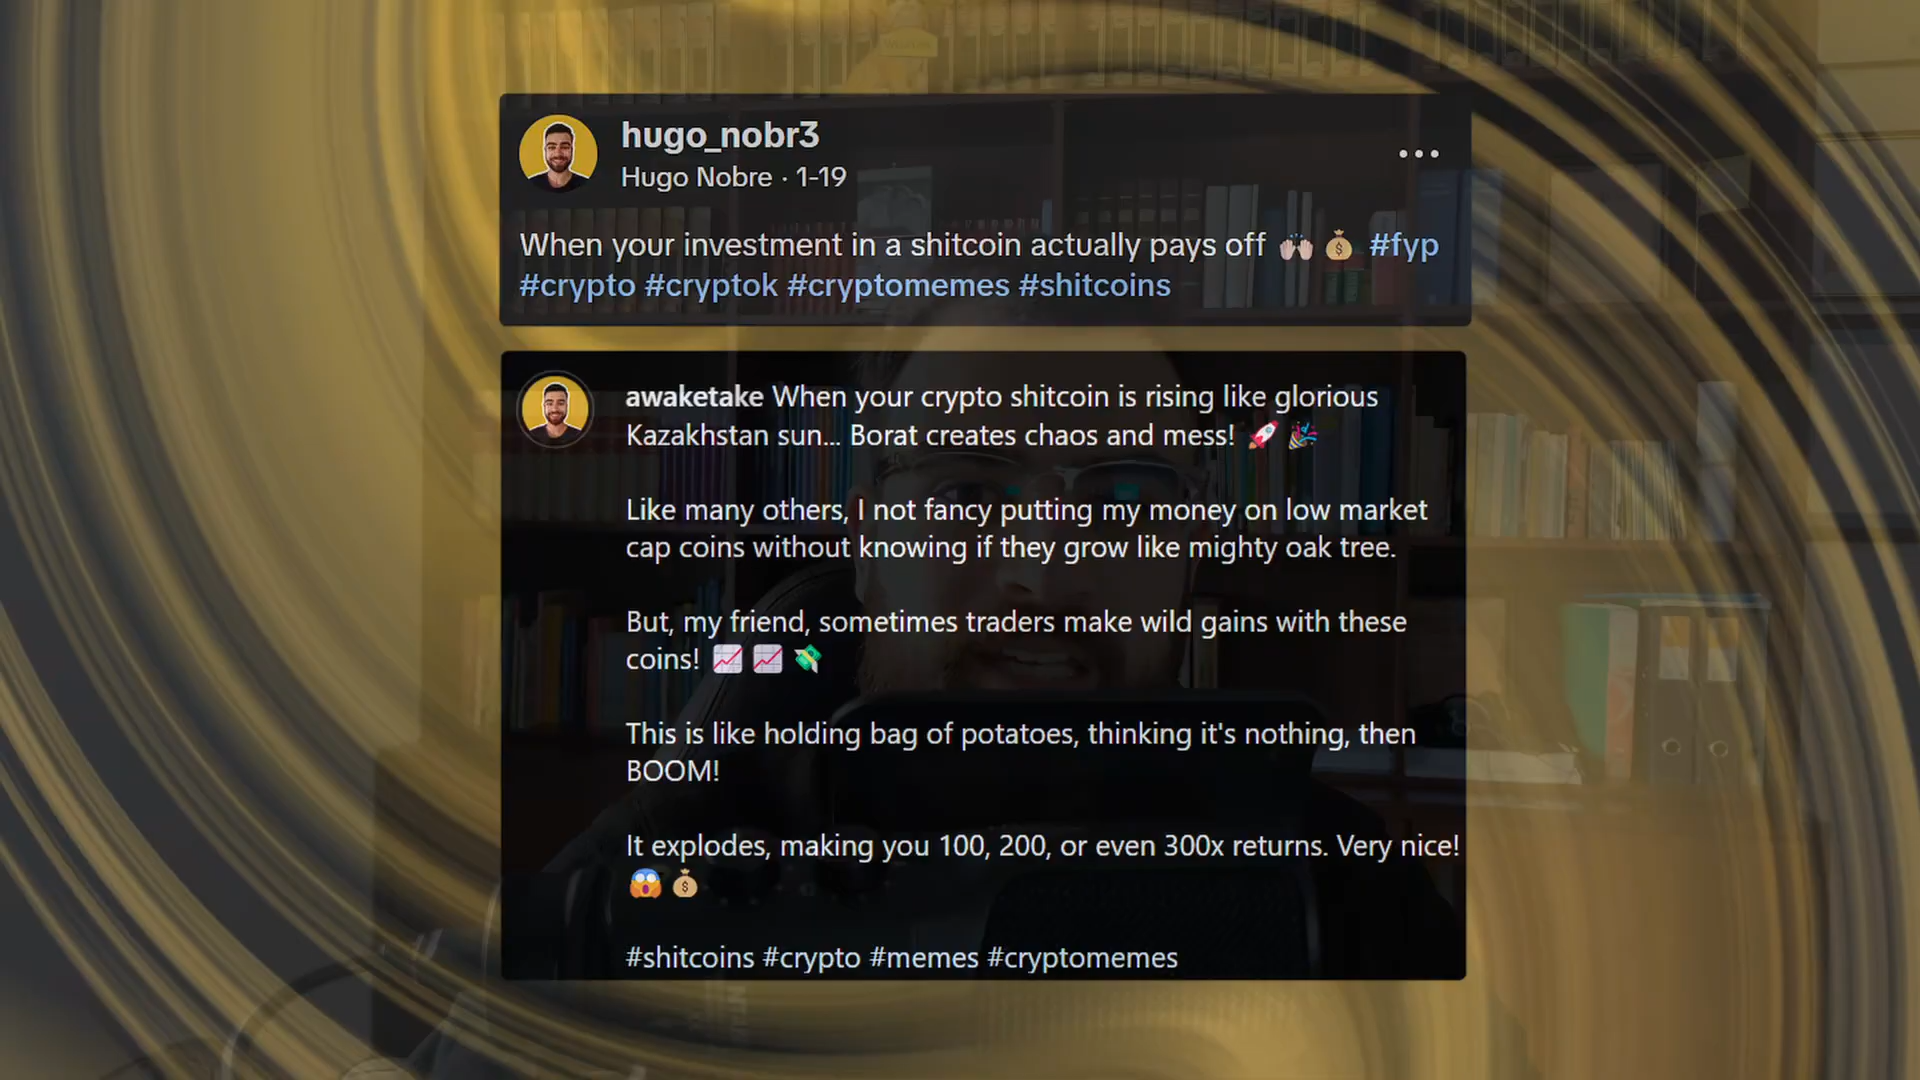 hugo_nobr3
Hugo Nobre · 1-19
When your investment in a shitcoin actually pays off 🙌🏻 💰 #fyp
#crypto #cryptok #cryptomemes #shitcoins
awaketake When your crypto shitcoin is rising like glorious
Kazakhstan sun... Borat creates chaos and mess! 🚀 🎉
Like many others, I not fancy putting my money on low market
cap coins without knowing if they grow like mighty oak tree.
But, my friend, sometimes traders make wild gains with these
coins! 📈 📈 💸
This is like holding bag of potatoes, thinking it's nothing, then
BOOM!
It explodes, making you 100, 200, or even 300x returns. Very nice!
😱 💰
#shitcoins #crypto #memes #cryptomemes